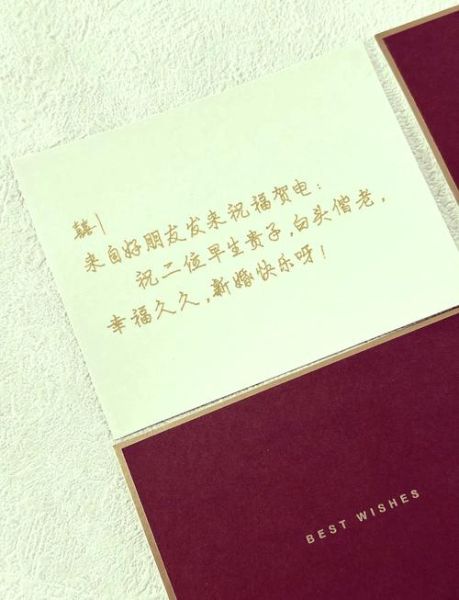 囍|
来自好朋友发来祝福贺电:
祝二位早生贵子,白头偕老,
幸福久久,新婚快乐呀!
BEST WISHES